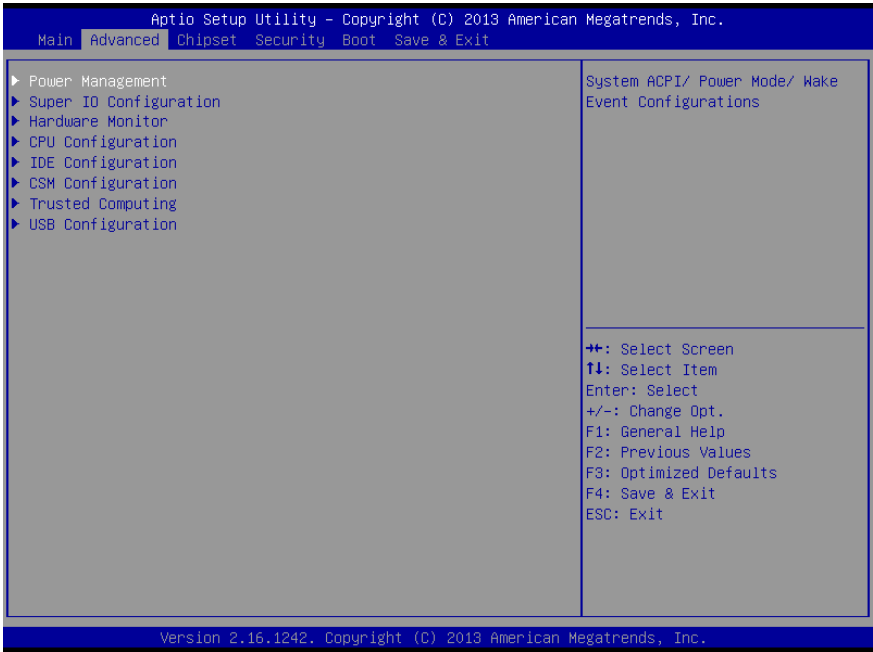 Aptio Setup Utility – Copyright (C) 2013 American Megatrends, Inc.
Main Advanced Chipset Security Boot Save & Exit
Power Management
Super IO Configuration
Hardware Monitor
CPU Configuration
IDE Configuration
CSM Configuration
Trusted Computing
USB Configuration
System ACPI/ Power Mode/ Wake
Event Configurations
→←: Select Screen
↑↓: Select Item
Enter: Select
+/-: Change Opt.
F1: General Help
F2: Previous Values
F3: Optimized Defaults
F4: Save & Exit
ESC: Exit
Version 2.16.1242. Copyright (C) 2013 American Megatrends, Inc.